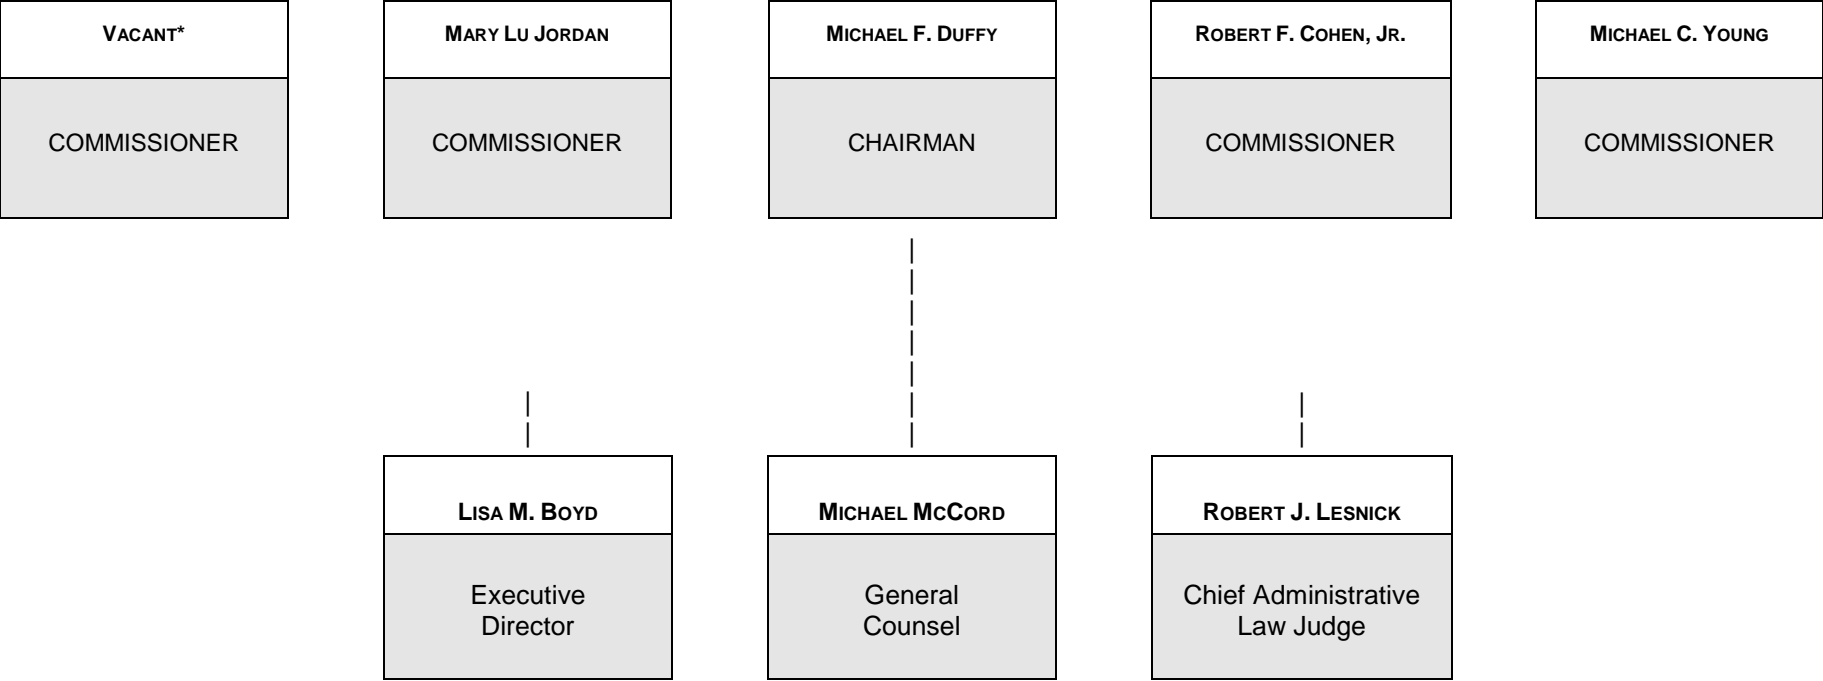 VACANT*
MARY LU JORDAN
MICHAEL F. DUFFY
ROBERT F. COHEN, JR.
MICHAEL C. YOUNG
COMMISSIONER
COMMISSIONER
CHAIRMAN
COMMISSIONER
COMMISSIONER
LISA M. BOYD
MICHAEL MCCORD
ROBERT J. LESNICK
Executive
Director
General
Counsel
Chief Administrative
Law Judge